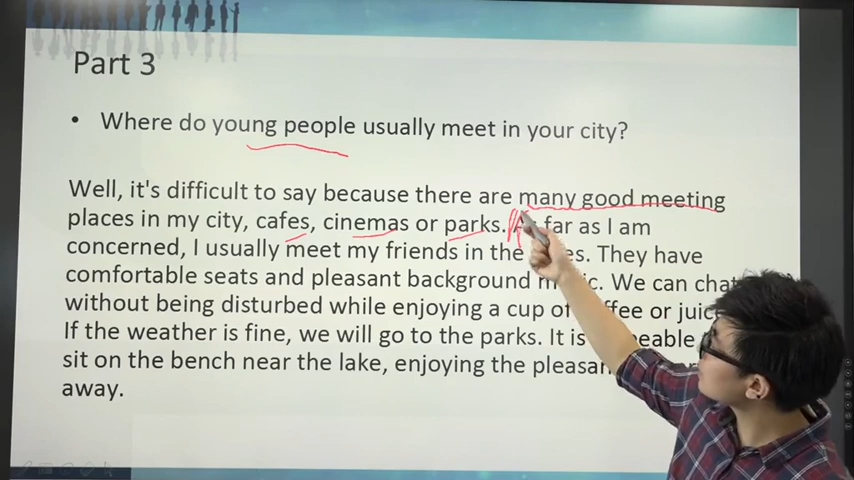 Part 3
• Where do young people usually meet in your city?
Well, it's difficult to say because there are many good meeting
places in my city, cafes, cinemas or parks. As far as I am
concerned, I usually meet my friends in the They have
comfortable seats and pleasant background We can chat
without being disturbed while enjoying a cup of or juice
If the weather is fine, we will go to the parks. It is
sit on the bench near the lake, enjoying the
away.